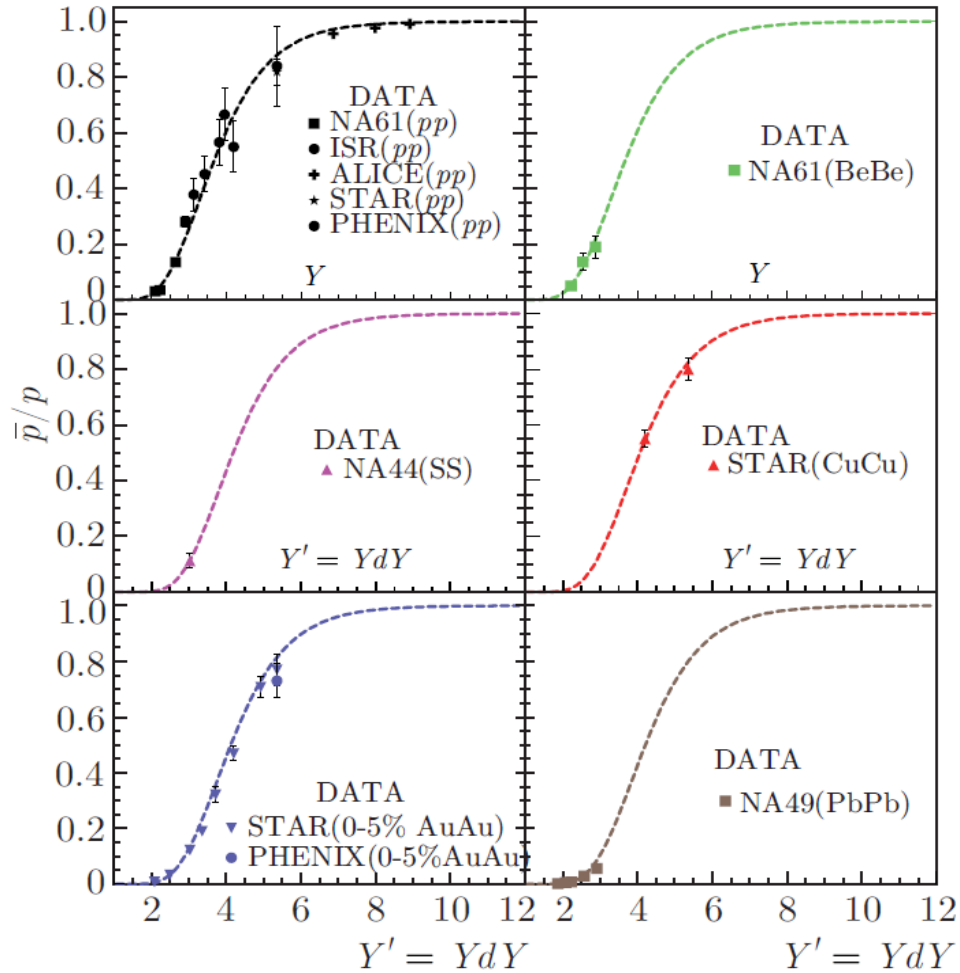 1.0
0.8
0.6
0.4
0.2
0
DATA
NA61(pp)
ISR(pp)
ALICE(pp)
STAR(pp)
PHENIX(pp)
Y
DATA
NA61(BeBe)
Y
p̅/p
1.0
0.8
0.6
0.4
0.2
0
DATA
NA44(SS)
Y′ = YdY
DATA
STAR(CuCu)
Y′ = YdY
1.0
0.8
0.6
0.4
0.2
0
DATA
STAR(0-5% AuAu)
PHENIX(0-5%AuAu)
DATA
NA49(PbPb)
2 4 6 8 10 12 2 4 6 8 10 12
Y′ = YdY Y′ = YdY